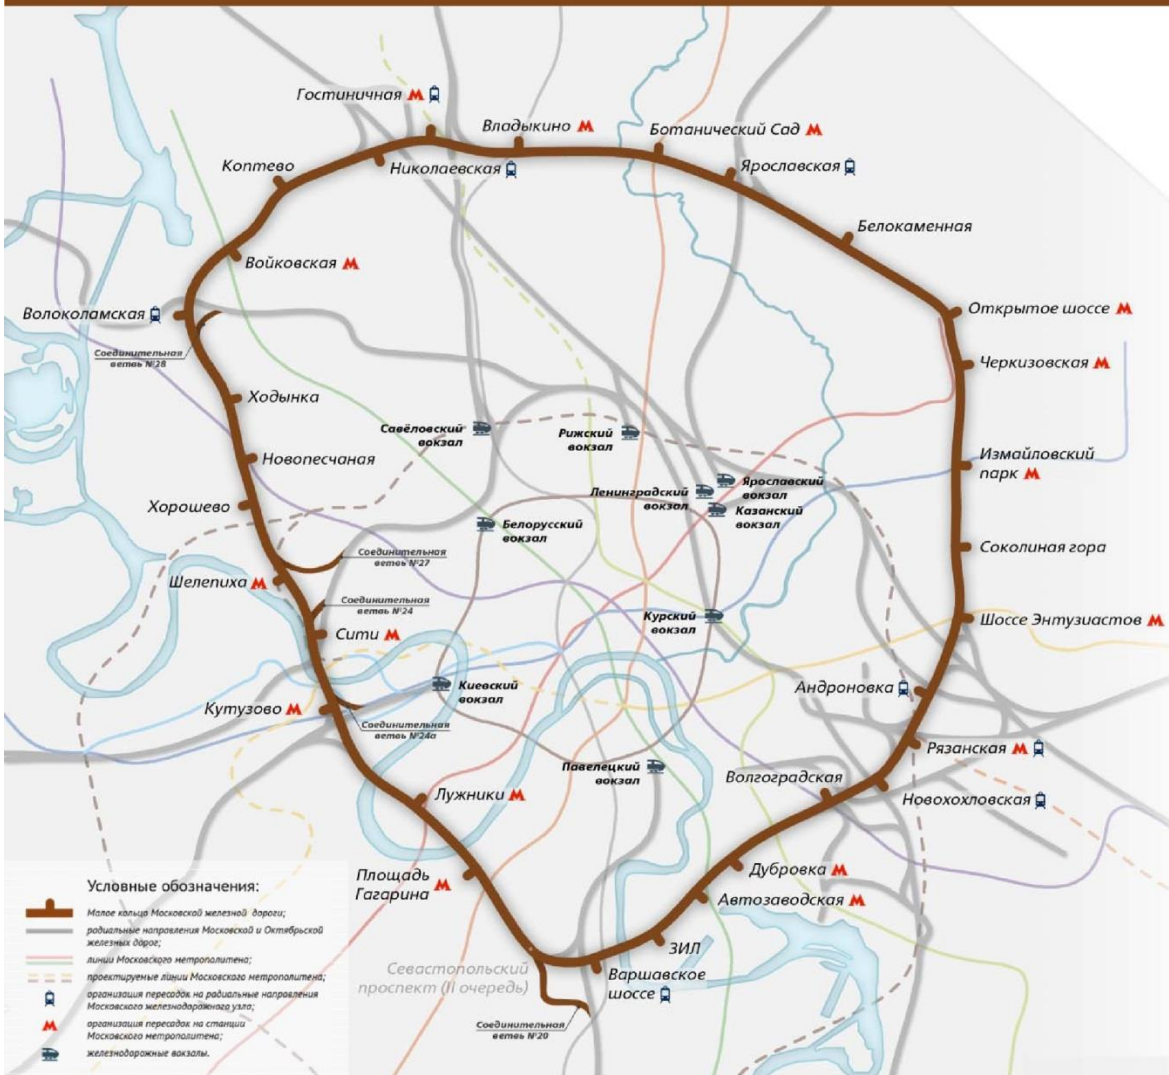 Гостиничная
Владыкино
Ботанический Сад
Коптево
Николаевская
Ярославская
Белокаменная
Войковская
Волоколамская
Открытое шоссе
Соединительная
ветвь №28
Черкизовская
Ходынка
Савёловский
вокзал
Рижский
вокзал
Новопесчаная
Измайловский
парк
Ярославский
вокзал
Ленинградский
вокзал
Казанский
вокзал
Хорошево
Белорусский
вокзал
Соколиная гора
Соединительная
ветвь №27
Шелепиха
Соединительная
ветвь №24
Сити
Курский
вокзал
Шоссе Энтузиастов
Киевский
вокзал
Андроновка
Кутузово
Соединительная
ветвь №24а
Рязанская
Павелецкий
вокзал
Волгоградская
Лужники
Новохохловская
Площадь
Гагарина
Дубровка
Автозаводская
ЗИЛ
Севастопольский
проспект (II очередь)
Варшавское
шоссе
Соединительная
ветвь №20
Условные обозначения:
Малое кольцо Московской железной дороги;
радиальные направления Московской и Октябрьской
железных дорог;
линии Московского метрополитена;
проектируемые линии Московского метрополитена;
организация пересадок на радиальные направления
Московского железнодорожного узла;
организация пересадок на станции
Московского метрополитена;
железнодорожные вокзалы.